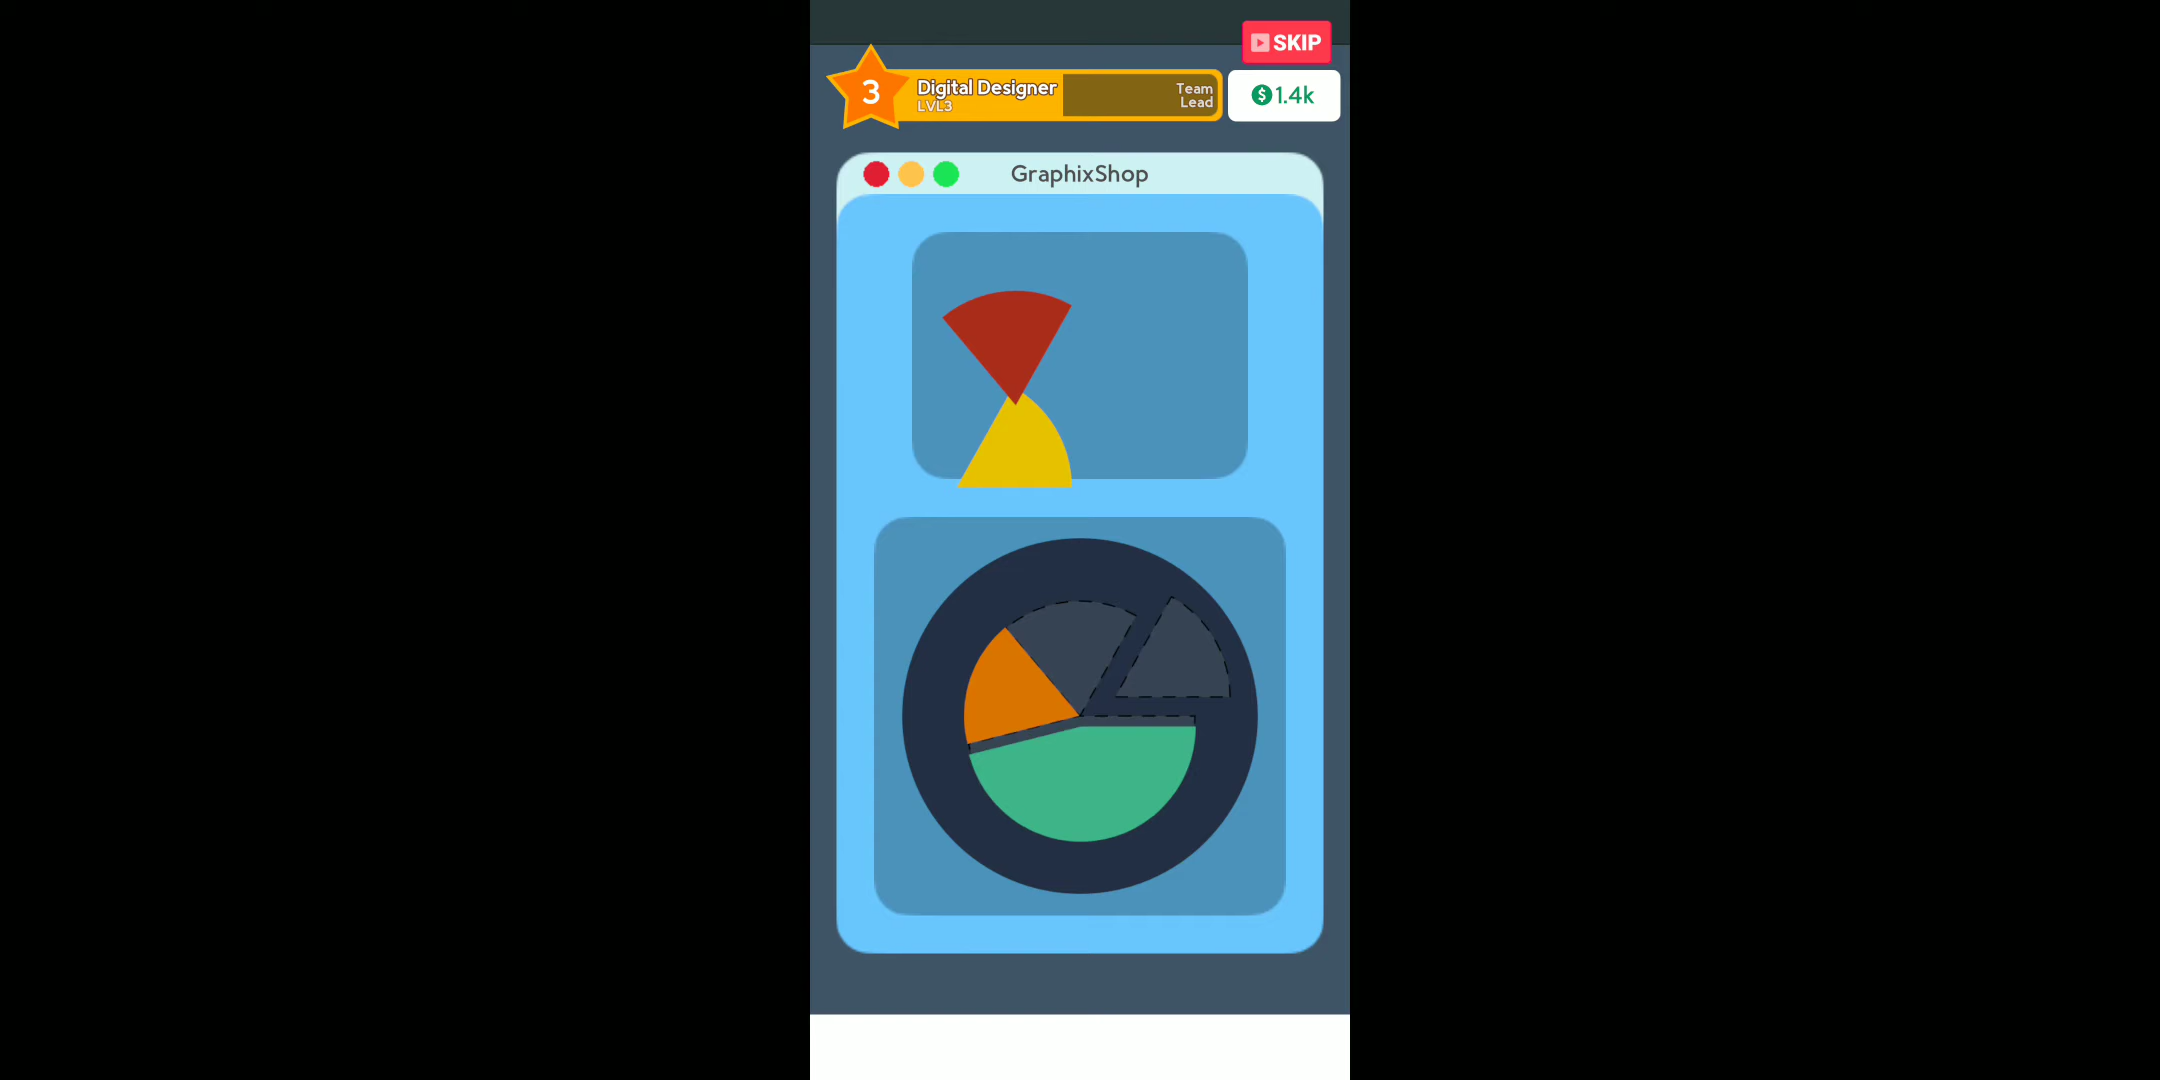 SKIP
3
Digital Designer
LVL3
Team
Lead
$1.4k
GraphixShop